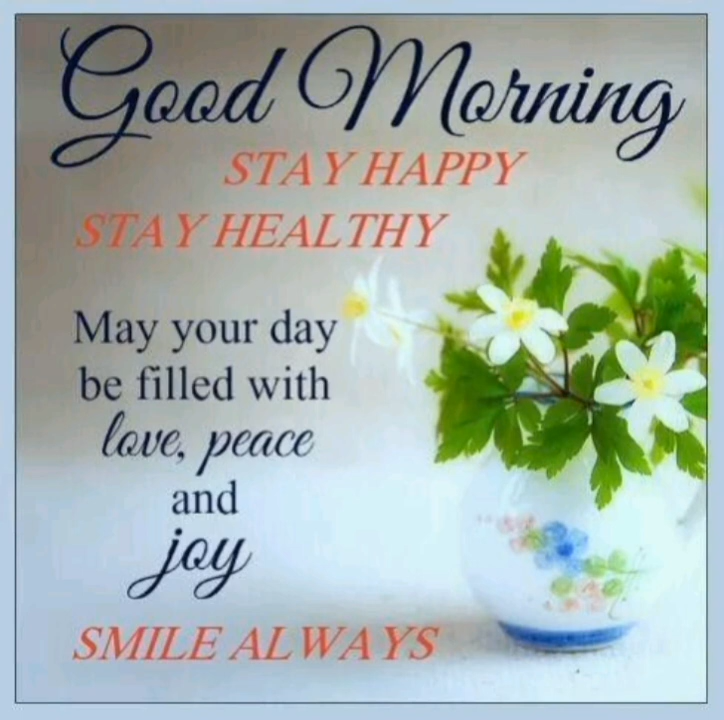 Good Morning
STAY HAPPY
STAY HEALTHY
May your day
be filled with
love, peace
and
joy
SMILE ALWAYS